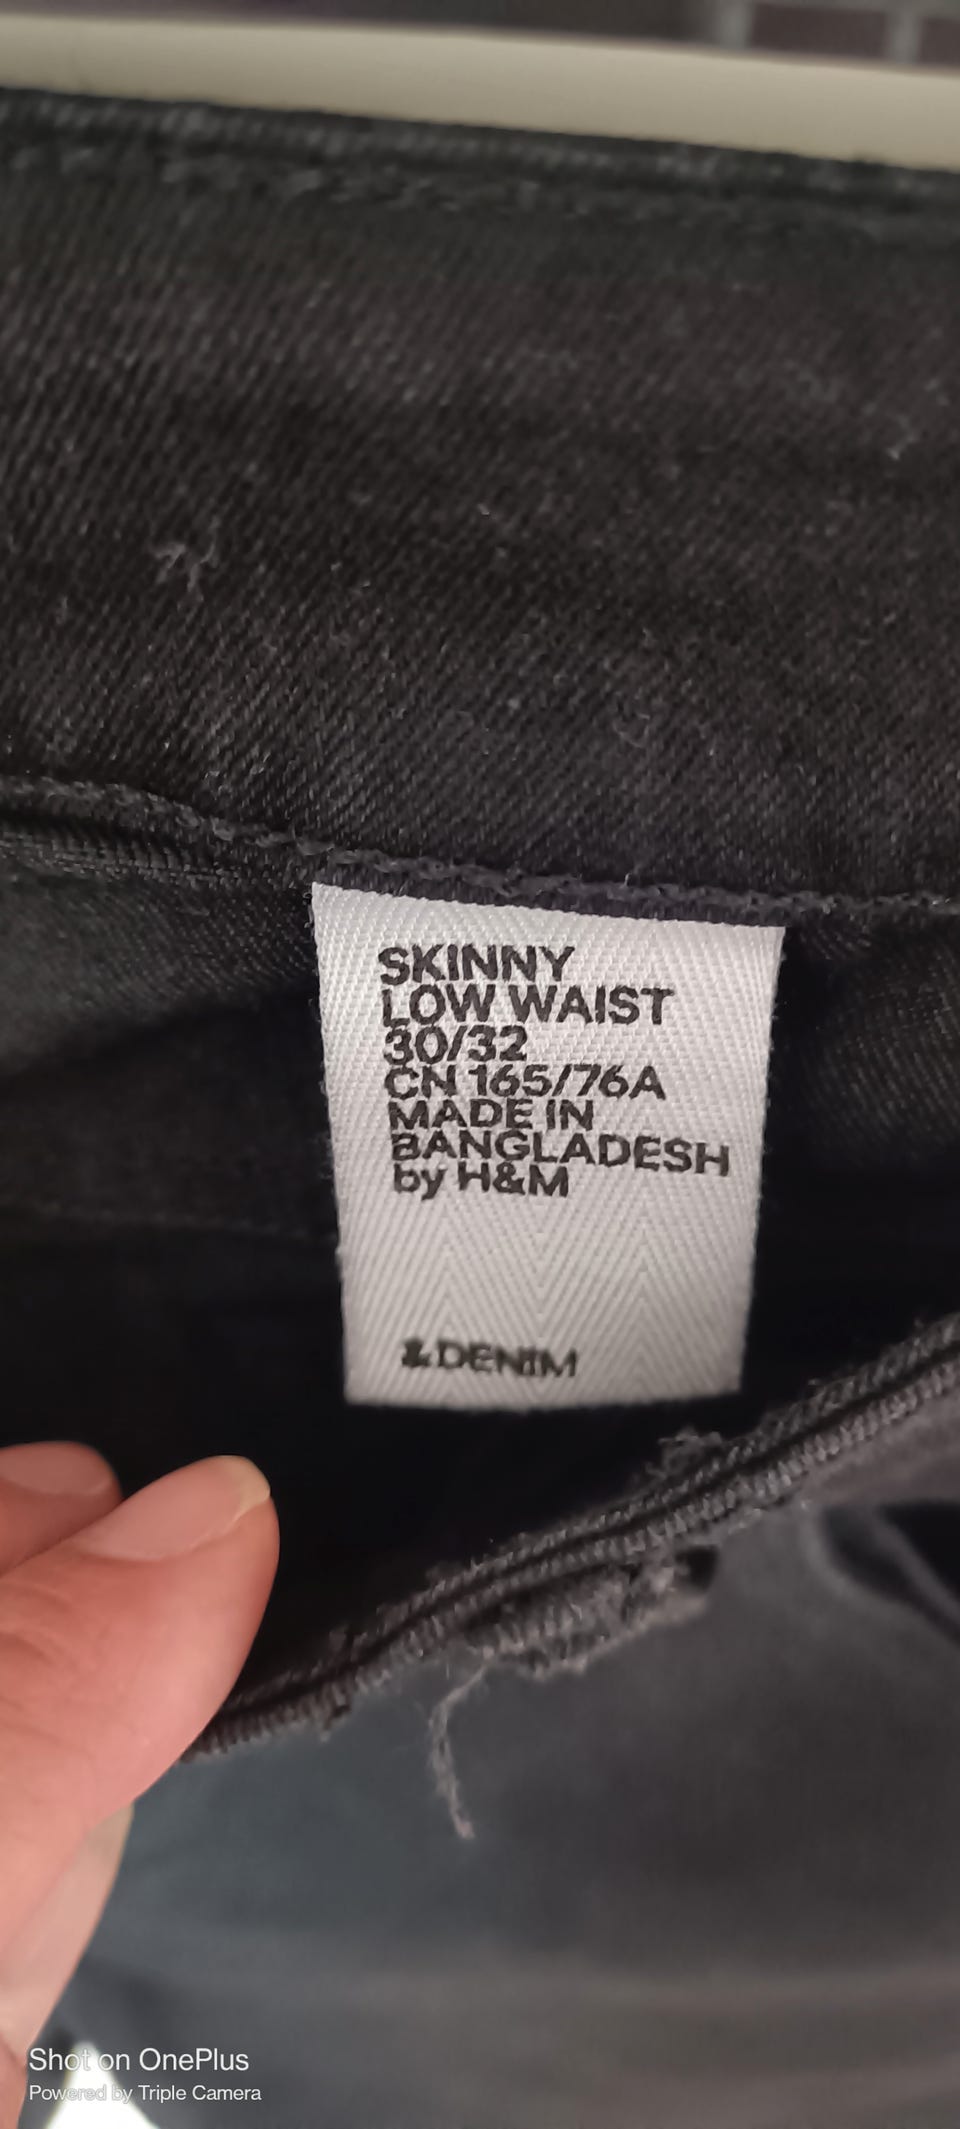 SKINNY
LOW WAIST
30/32
CN 165/76A
MADE IN
BANGLADESH
by H&M
&DENIM
Shot on OnePlus
Powered by Triple Camera